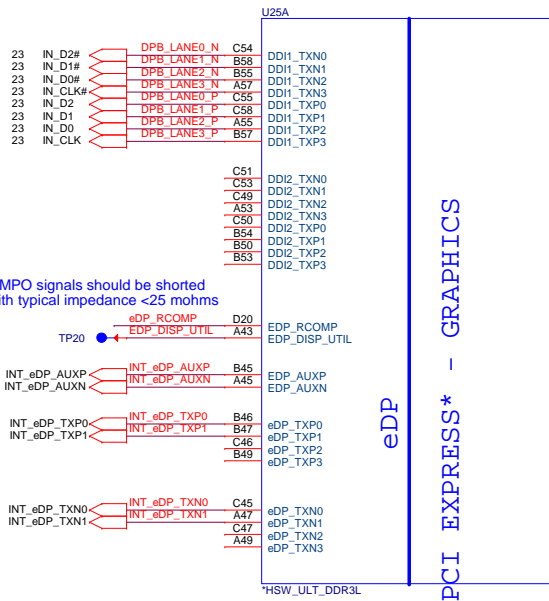 U25A
23 IN_D2# DPB_LANE0_N C54 DDI1_TXN0
23 IN_D1# DPB_LANE1_N B58 DDI1_TXN1
23 IN_D0# DPB_LANE2_N B55 DDI1_TXN2
23 IN_CLK# DPB_LANE3_N A57 DDI1_TXN3
23 IN_D2 DPB_LANE0_P C55 DDI1_TXP0
23 IN_D1 DPB_LANE1_P C58 DDI1_TXP1
23 IN_D0 DPB_LANE2_P A55 DDI1_TXP2
23 IN_CLK DPB_LANE3_P B57 DDI1_TXP3
C51 DDI2_TXN0
C53 DDI2_TXN1
C49 DDI2_TXN2
A53 DDI2_TXN3
C50 DDI2_TXP0
B54 DDI2_TXP1
B50 DDI2_TXP2
B53 DDI2_TXP3
MPO signals should be shorted
ith typical impedance <25 mohms
eDP_RCOMP D20 EDP_RCOMP
TP20 EDP_DISP_UTIL A43 EDP_DISP_UTIL
INT_eDP_AUXP INT_eDP_AUXP B45 EDP_AUXP
INT_eDP_AUXN INT_eDP_AUXN A45 EDP_AUXN
INT_eDP_TXP0 INT_eDP_TXP0 B46 eDP_TXP0
INT_eDP_TXP1 INT_eDP_TXP1 B47 eDP_TXP1
C46 eDP_TXP2
B49 eDP_TXP3
INT_eDP_TXN0 INT_eDP_TXN0 C45 eDP_TXN0
INT_eDP_TXN1 INT_eDP_TXN1 A47 eDP_TXN1
C47 eDP_TXN2
A49 eDP_TXN3
eDP
PCI EXPRESS* - GRAPHICS
*HSW_ULT_DDR3L